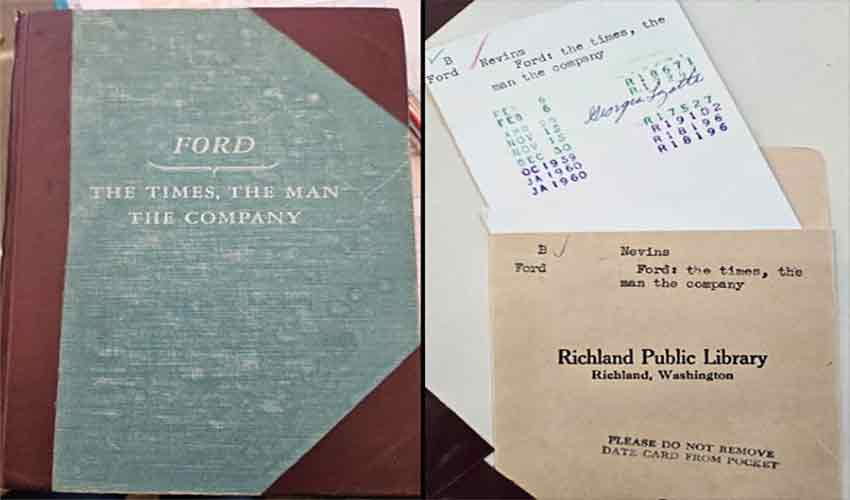 FORD
THE TIMES, THE MAN
THE COMPANY
B Nevins
Ford Ford: the times, the
man the company
R18671
FEB 6
FEB 6
Georgia
R17527
NOV 15 R19102
NOV 15 R18196
DEC 30 R18196
OC 1959
JA 1960
JA 1960
B Nevins
Ford Ford: the times, the
man the company
Richland Public Library
Richland, Washington
PLEASE DO NOT REMOVE
DATE CARD FROM POCKET